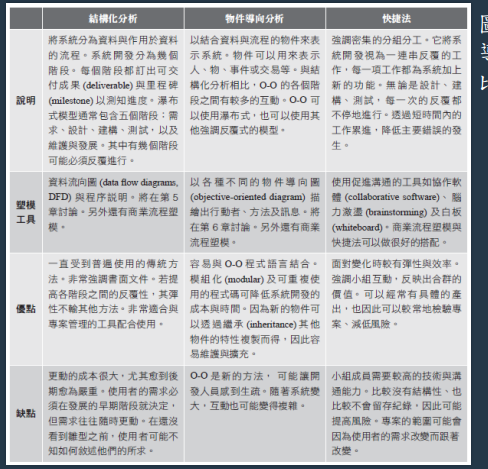 結構化分析
物件導向分析
快捷法
說明
將系統分為資料與作用於資料
的流程。系統開發分為幾個
階段。每個階段都訂出可交
付成果 (deliverable) 與里程碑
(milestone) 以測知進度。瀑布
式模型通常包含五個階段：需
求、設計、建構、測試，以及
維護與發展。其中有幾個階段
可能必須反覆進行。
以結合資料與流程的物件來表
示系統。物件可以用來表示
人、物、事件或交易等。與結
構化分析相比，O-O 的各個階
段之間有較多的互動。O-O 可
以使用瀑布式，也可以使用其
他強調反覆式的模型。
強調密集的分組分工。它將系
統開發視為一連串反覆的工
作，每一項工作都為系統加上
新的功能。無論是設計、建
構、測試，每一次的反覆都
不停地進行。透過短時間內的
工作累進，降低主要錯誤的發
生。
塑模
工具
資料流向圖 (data flow diagrams,
DFD) 與程序說明。將在第 5
章討論。另外還有商業流程塑
模。
以各種不同的物件導向圖
(objective-oriented diagram) 描
繪出行動者、方法及訊息。將
在第 6 章討論。另外還有商業
流程塑模。
使用促進溝通的工具如協作軟
體 (collaborative software)、腦
力激盪 (brainstorming) 及白板
(whiteboard)。商業流程塑模與
快捷法可以做很好的搭配。
優點
一直受到普遍使用的傳統方
法。非常強調書面文件。若提
高各階段之間的反覆性，其彈
性不輸其他方法。非常適合與
專案管理的工具配合使用。
容易與 O-O 程式語言結合。
模組化 (modular) 及可重複使
用的程式碼可降低系統開發的
成本與時間。因為新的物件可
以透過繼承 (inheritance) 其他
物件的特性複製而得，因此容
易維護與擴充。
面對變化時較有彈性與效率。
強調小組互動，反映出合群的
價值。可以經常有具體的產
出，也因此可以較常地檢驗專
案、減低風險。
缺點
更動的成本很大，尤其愈到後
期愈為嚴重。使用者的需求必
須在發展的早期階段就決定，
但需求往往隨時更動。在還沒
看到雛型之前，使用者可能不
知如何敘述他們的所求。
O-O 是新的方法，可能讓開
發人員感到生疏。隨著系統變
大，互動也可能變得複雜。
小組成員需要較高的技術與溝
通能力。比較沒有結構性、也
比較不會留存紀錄，因此可能
提高風險。專案的範圍可能會
因為使用者的需求改變而跟著
改變。